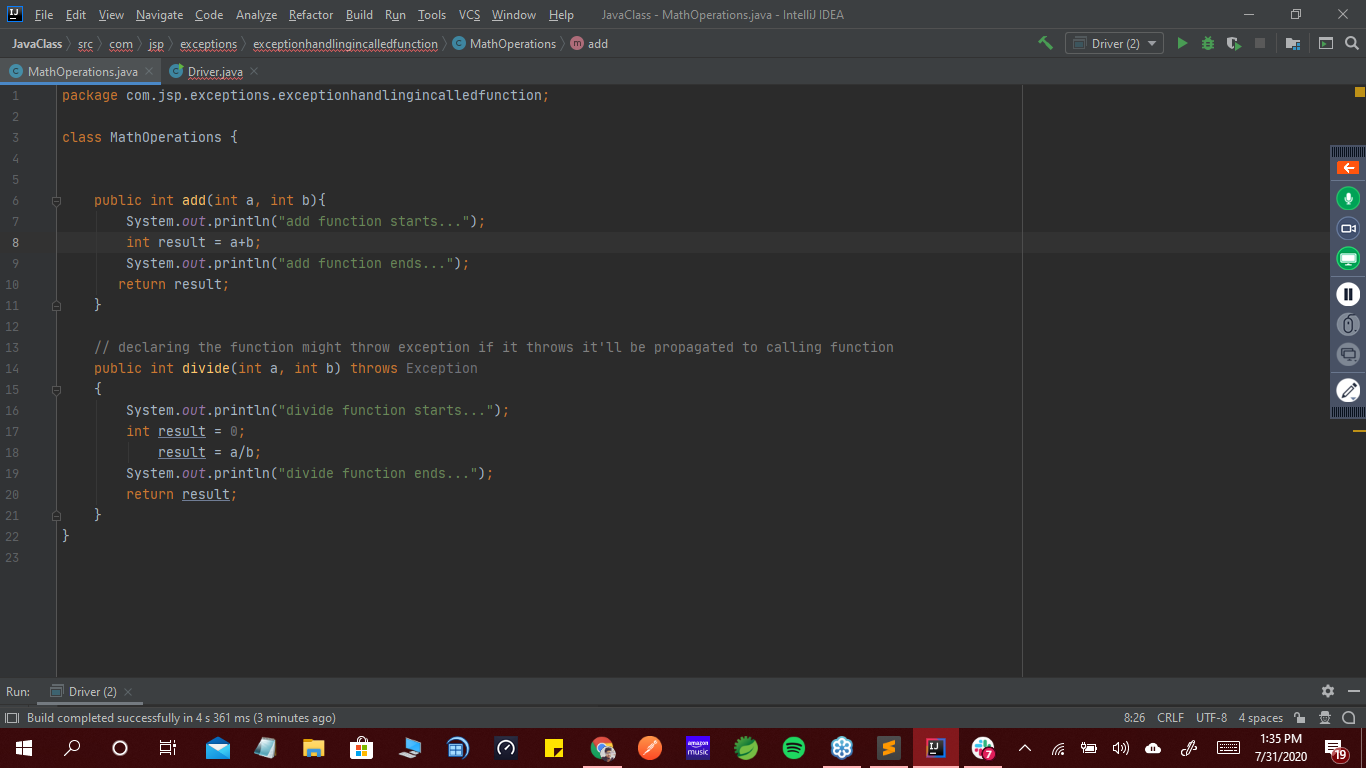 File Edit View Navigate Code Analyze Refactor Build Run Tools VCS Window Help JavaClass - MathOperations.java - IntelliJ IDEA
JavaClass src com jsp exceptions exceptionhandlingincalledfunction MathOperations add Driver (2)
MathOperations.java Driver.java
1 package com.jsp.exceptions.exceptionhandlingincalledfunction;
2
3 class MathOperations {
4
5
6 public int add(int a, int b){
7 System.out.println("add function starts...");
8 int result = a+b;
9 System.out.println("add function ends...");
10 return result;
11 }
12
13 // declaring the function might throw exception if it throws it'll be propagated to calling function
14 public int divide(int a, int b) throws Exception
15 {
16 System.out.println("divide function starts...");
17 int result = 0;
18 result = a/b;
19 System.out.println("divide function ends...");
20 return result;
21 }
22 }
23
Run: Driver (2)
Build completed successfully in 4 s 361 ms (3 minutes ago) 8:26 CRLF UTF-8 4 spaces
amazon music 7 1:35 PM
7/31/2020 19